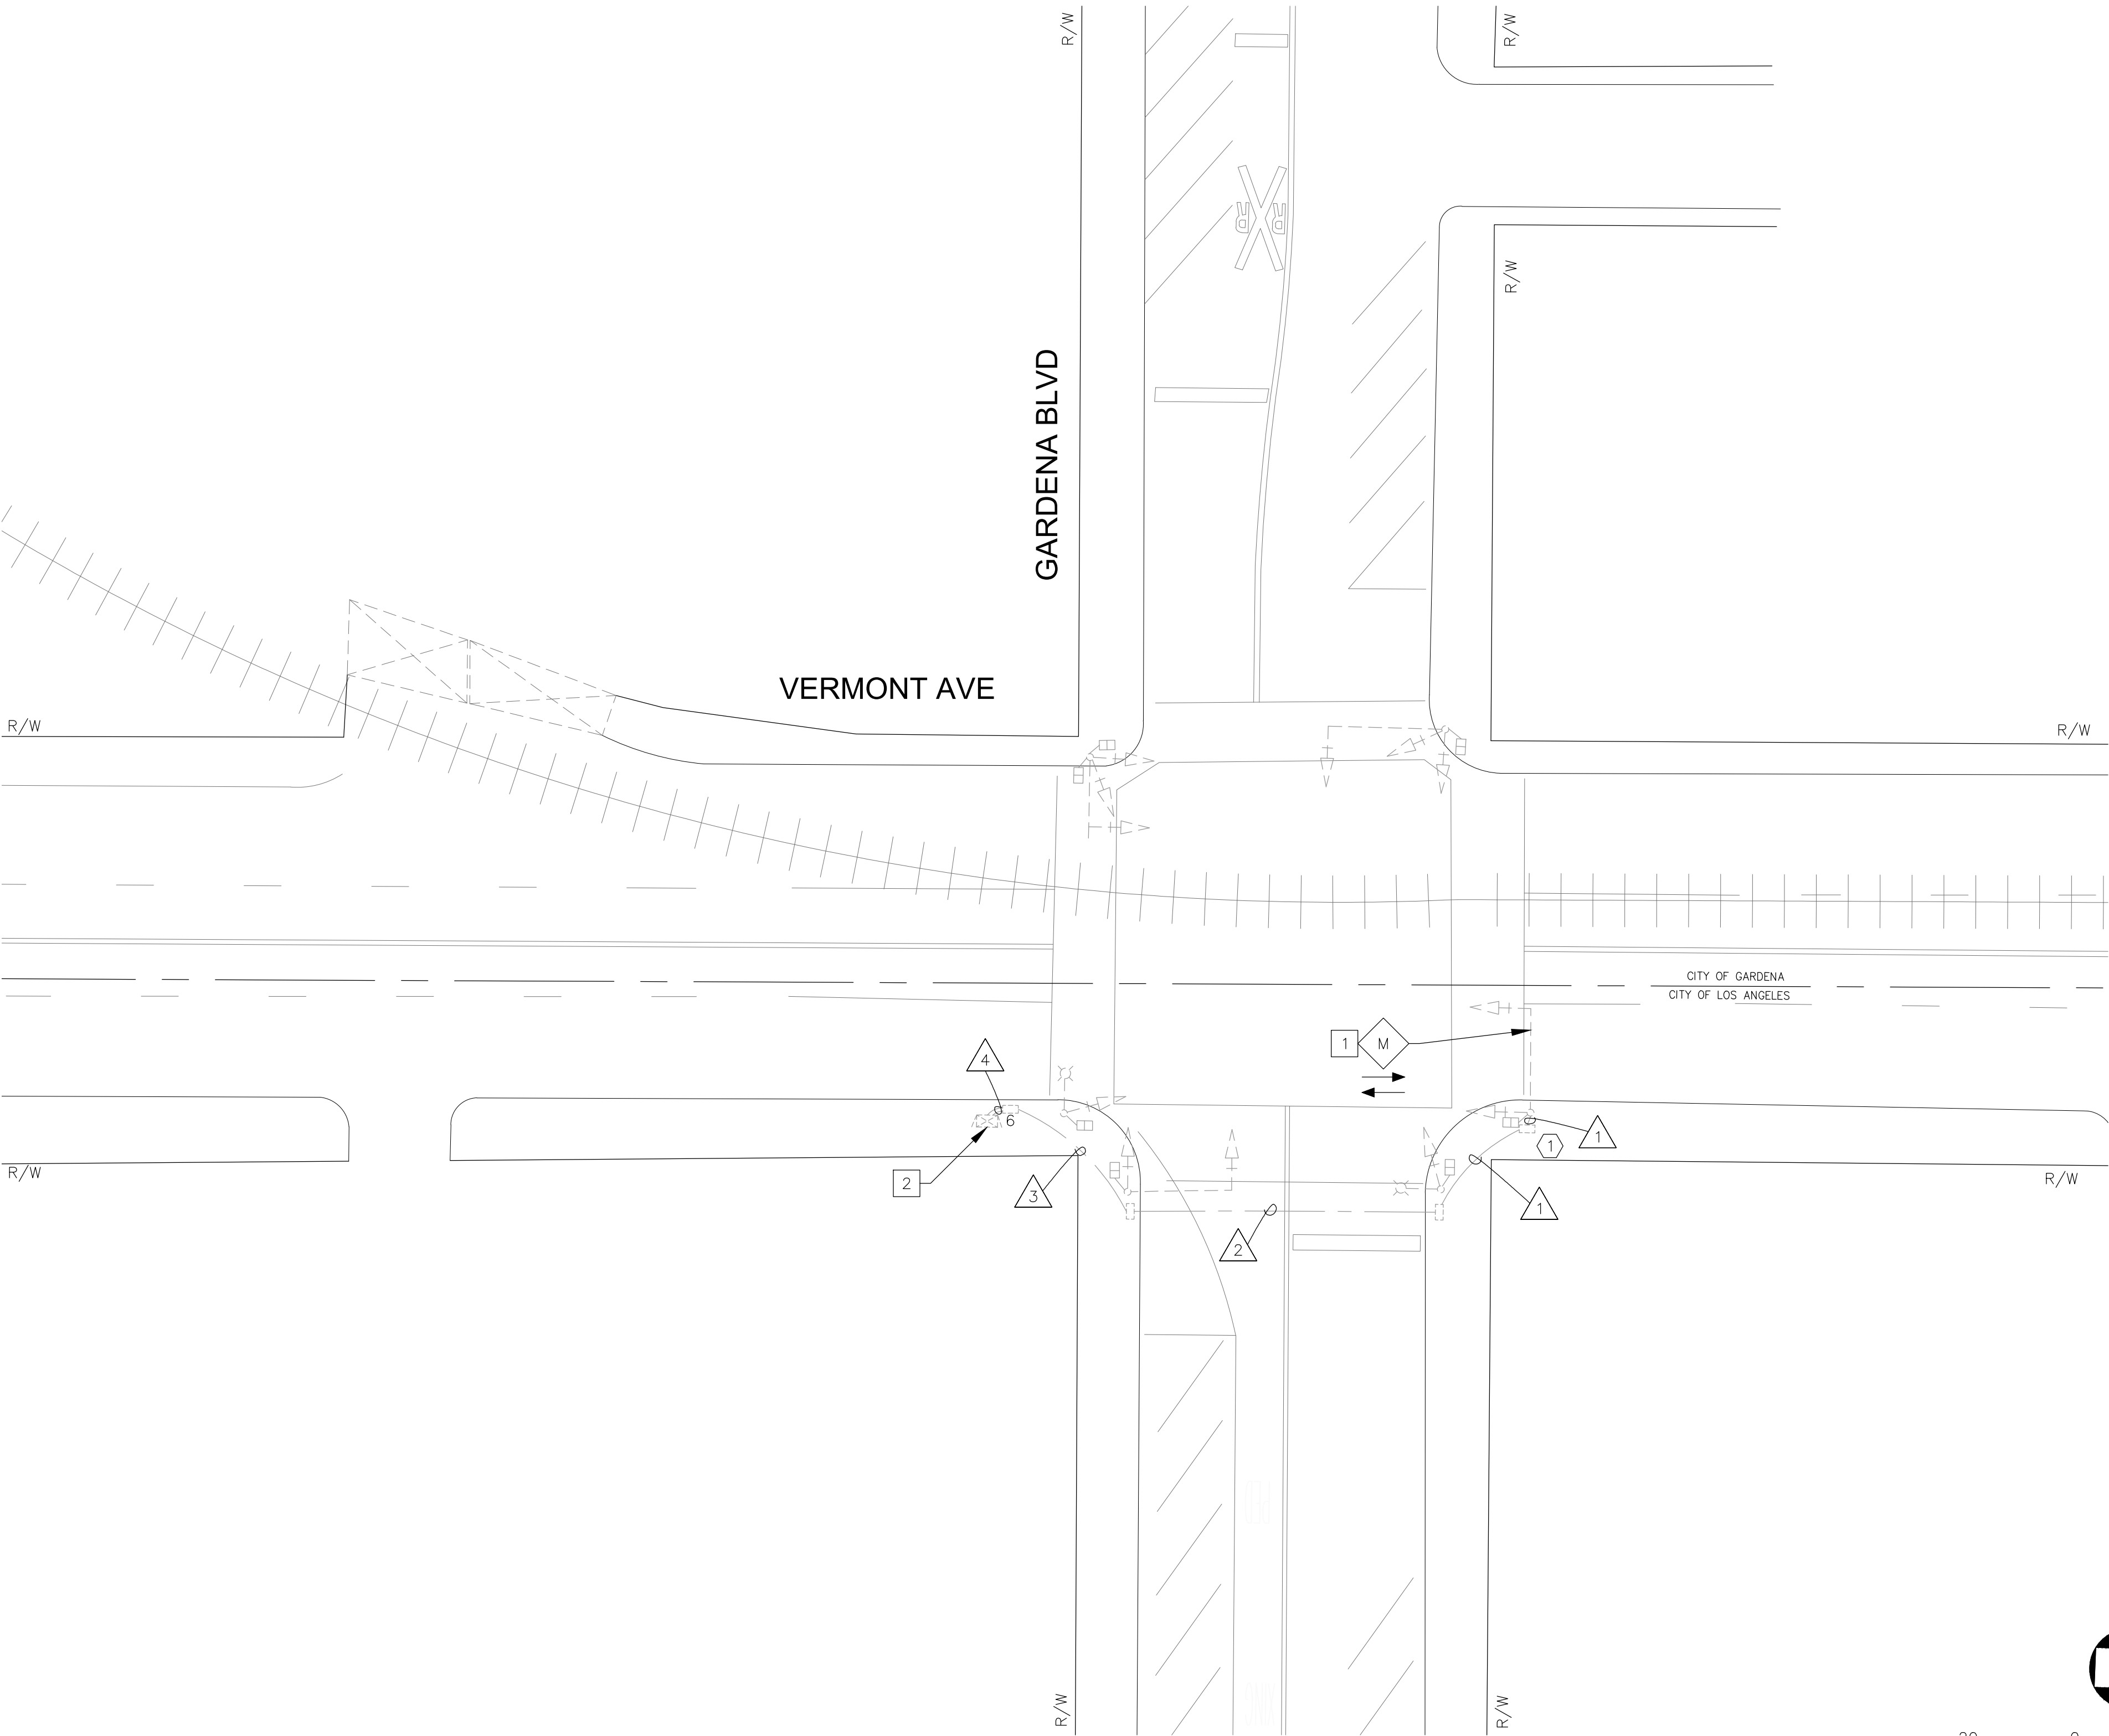 R/W
R/W
R
R
R/W
GARDENA BLVD
VERMONT AVE
R/W
R/W
CITY OF GARDENA
CITY OF LOS ANGELES
1
M
4
6
1
1
2
3
1
2
R/W
R/W
R/W
R/W